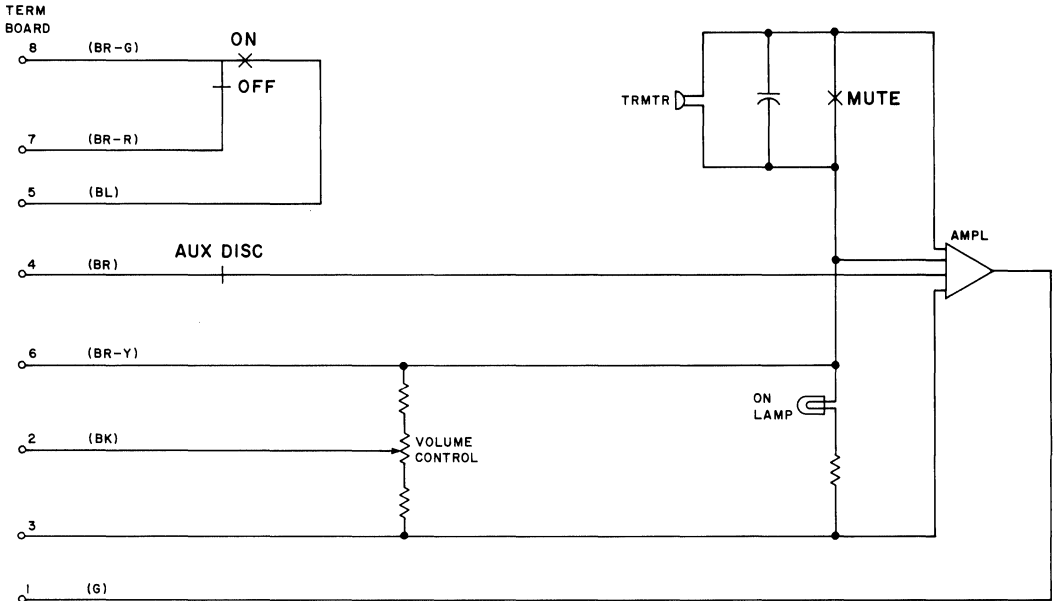 TERM
BOARD
8 (BR-G)
ON
OFF
7 (BR-R)
5 (BL)
AUX DISC
4 (BR)
6 (BR-Y)
2 (BK)
VOLUME
CONTROL
3
1 (G)
TRMTR
MUTE
AMPL
ON
LAMP